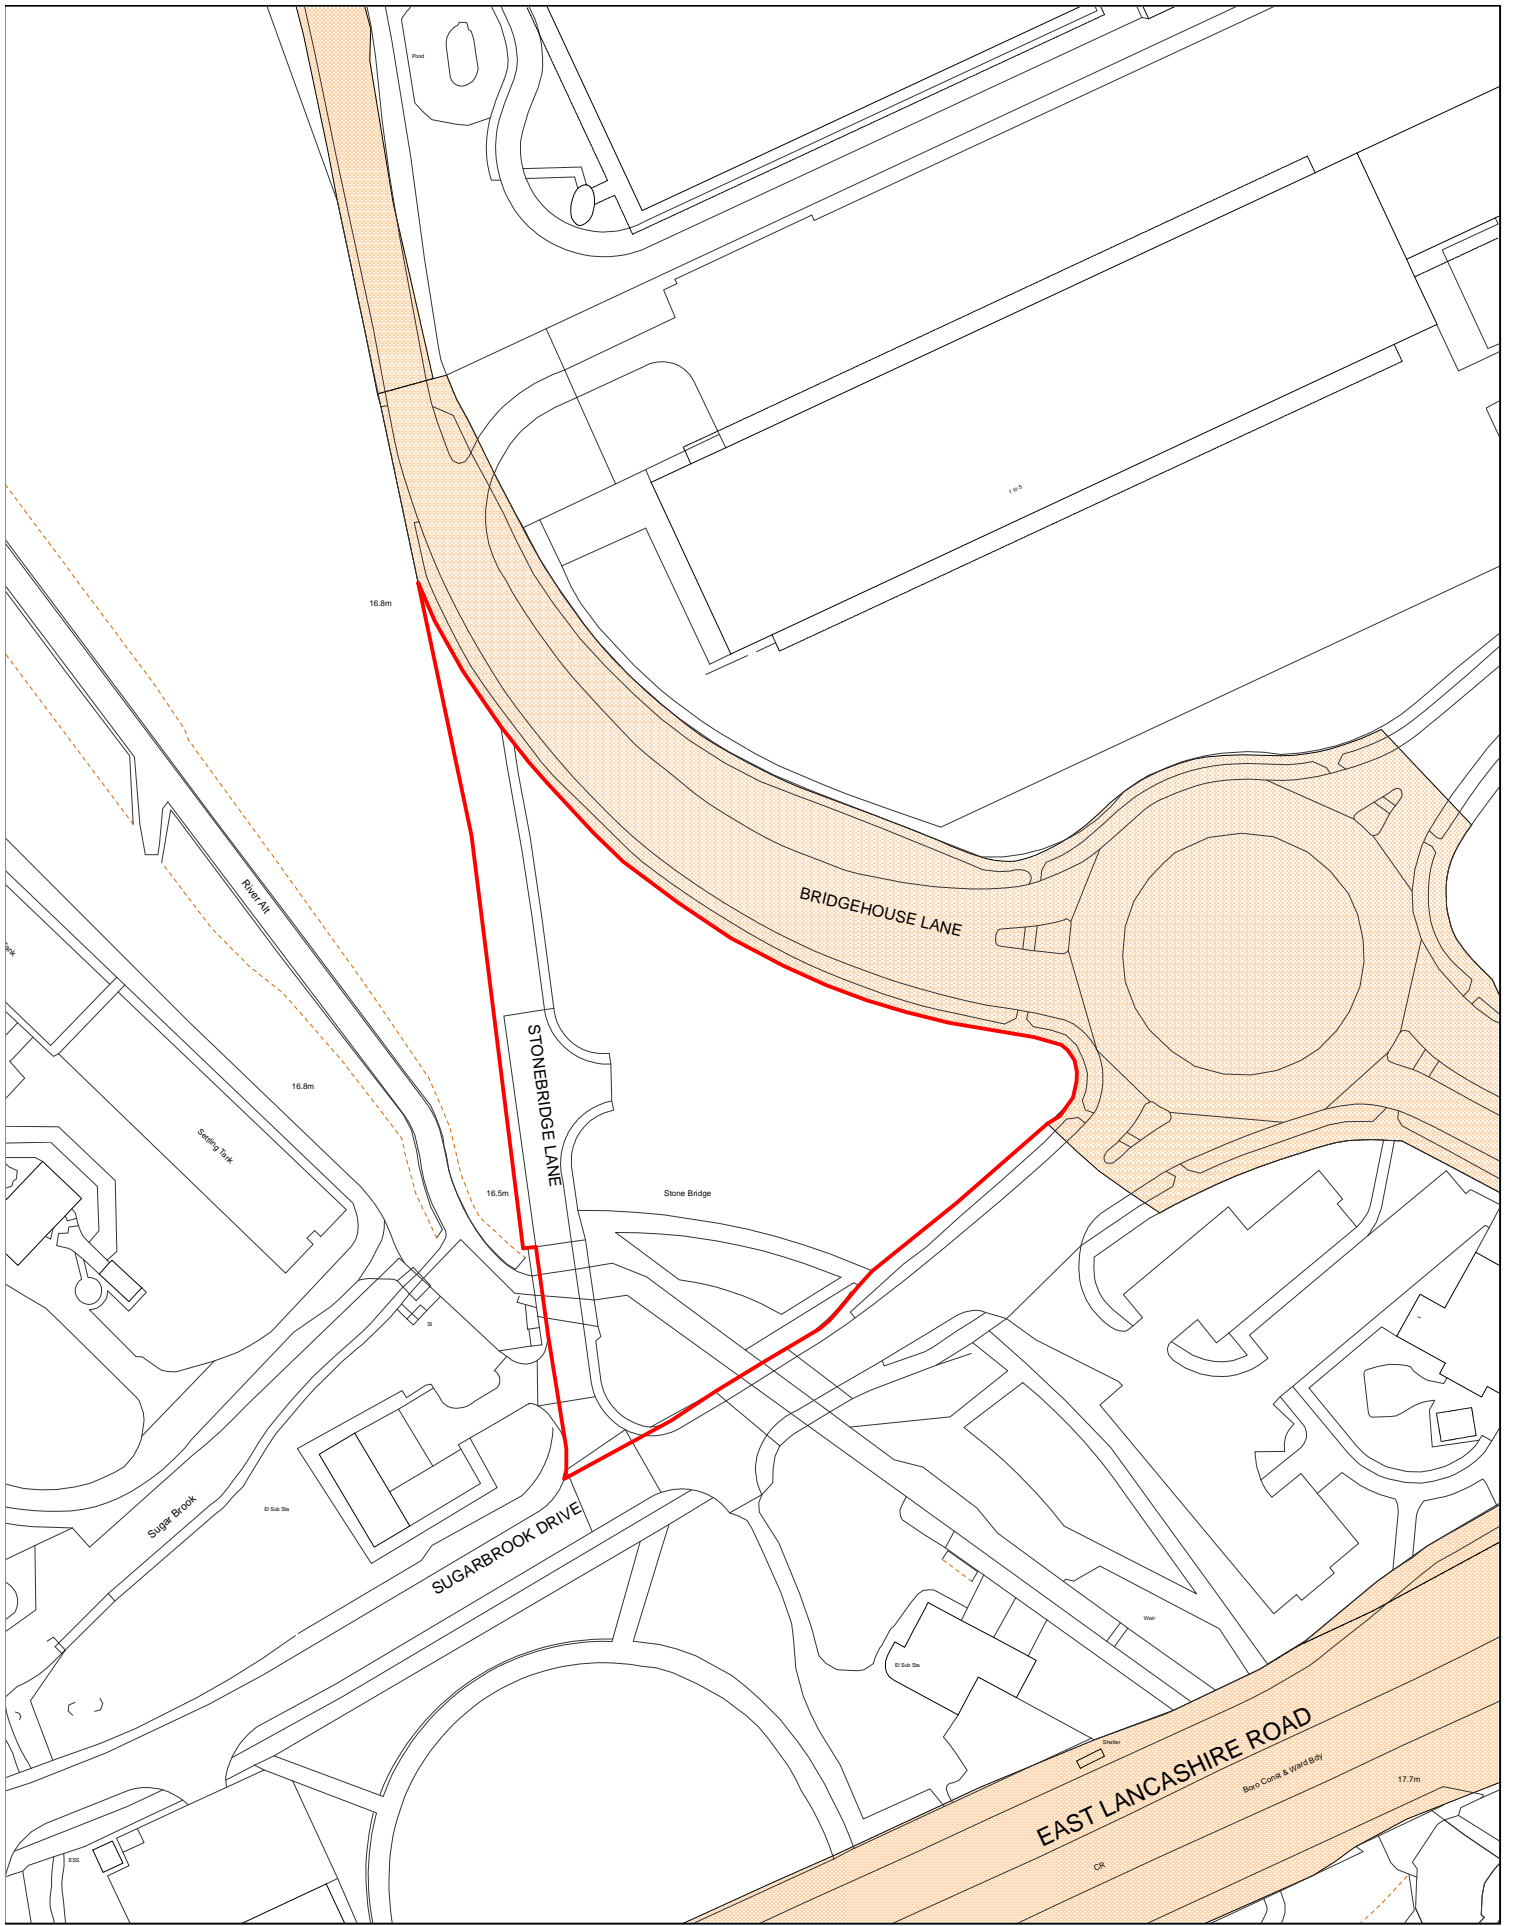 Pond
1 to 5
16.8m
BRIDGEHOUSE LANE
River Alt
Tank
STONEBRIDGE LANE
16.8m
Settling Tank
16.5m
Stone Bridge
Sl
El Sub Sta
Sugar Brook
SUGARBROOK DRIVE
Weir
El Sub Sta
EAST LANCASHIRE ROAD
Shelter
Boro Const & Ward Bdy
17.7m
ESS
CR